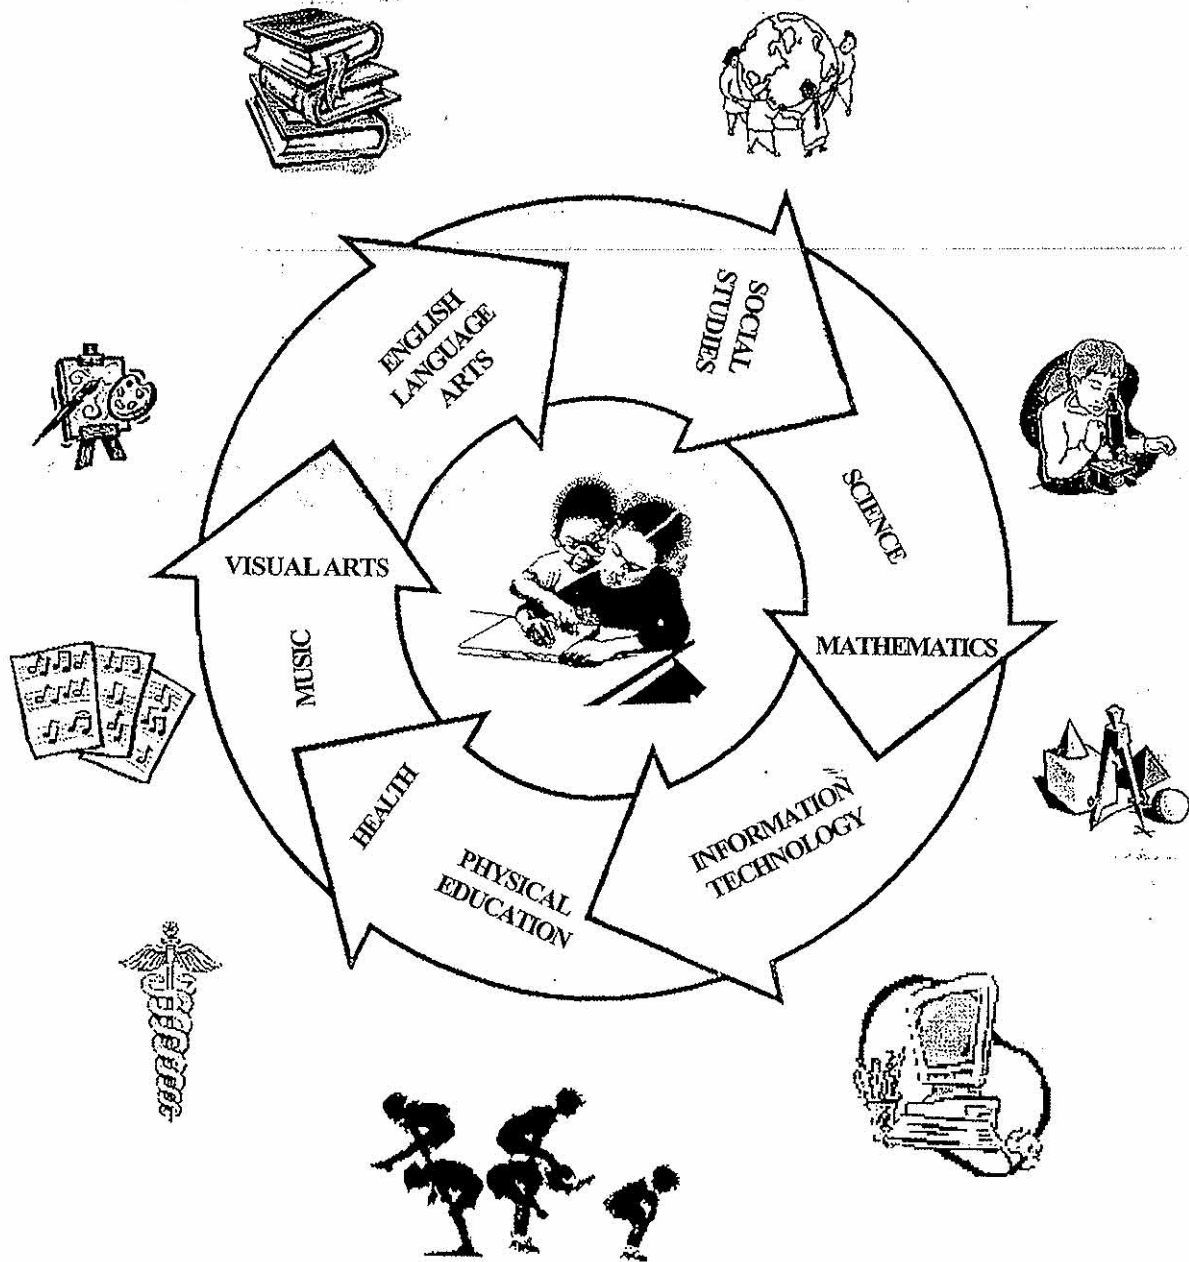 ENGLISH
LANGUAGE
ARTS
SOCIAL
STUDIES
SCIENCE
MATHEMATICS
INFORMATION
TECHNOLOGY
PHYSICAL
EDUCATION
HEALTH
MUSIC
VISUAL ARTS